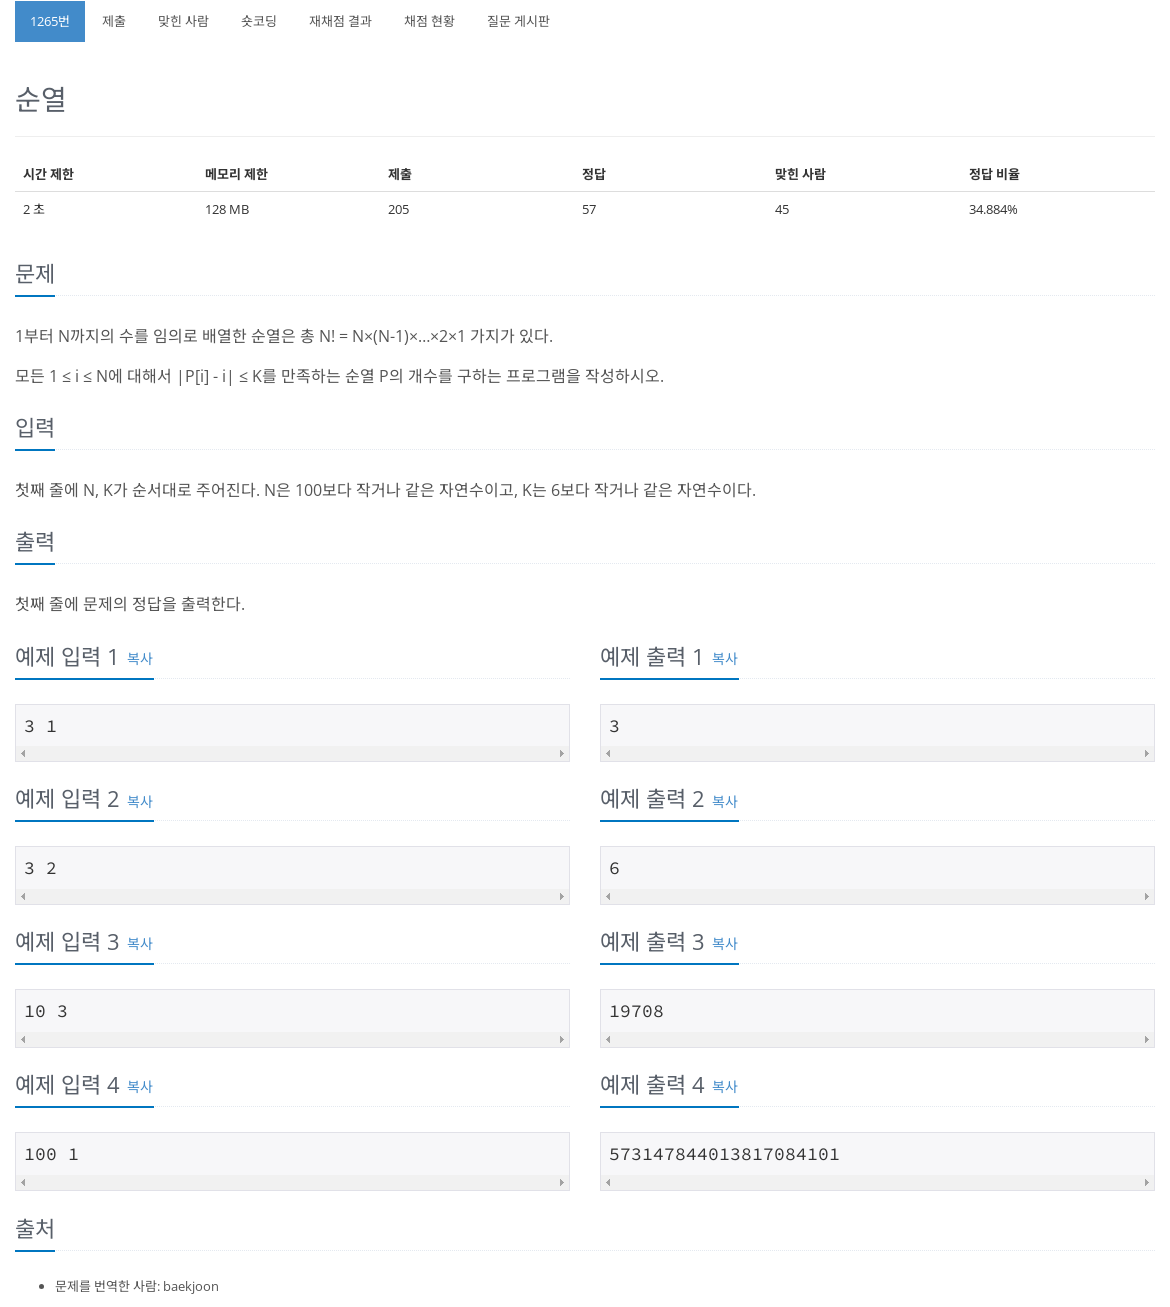 1265번 제출 맞힌 사람 숏코딩 재채점 결과 채점 현황 질문 게시판
순열
시간 제한 메모리 제한 제출 정답 맞힌 사람 정답 비율
2 초 128 MB 205 57 45 34.884%
문제
1부터 N까지의 수를 임의로 배열한 순열은 총 N! = N×(N-1)×…×2×1 가지가 있다.
모든 1 ≤ i ≤ N에 대해서 |P[i] - i| ≤ K를 만족하는 순열 P의 개수를 구하는 프로그램을 작성하시오.
입력
첫째 줄에 N, K가 순서대로 주어진다. N은 100보다 작거나 같은 자연수이고, K는 6보다 작거나 같은 자연수이다.
출력
첫째 줄에 문제의 정답을 출력한다.
예제 입력 1 복사 예제 출력 1 복사
3 1 3
예제 입력 2 복사 예제 출력 2 복사
3 2 6
예제 입력 3 복사 예제 출력 3 복사
10 3 19708
예제 입력 4 복사 예제 출력 4 복사
100 1 573147844013817084101
출처
문제를 번역한 사람: baekjoon